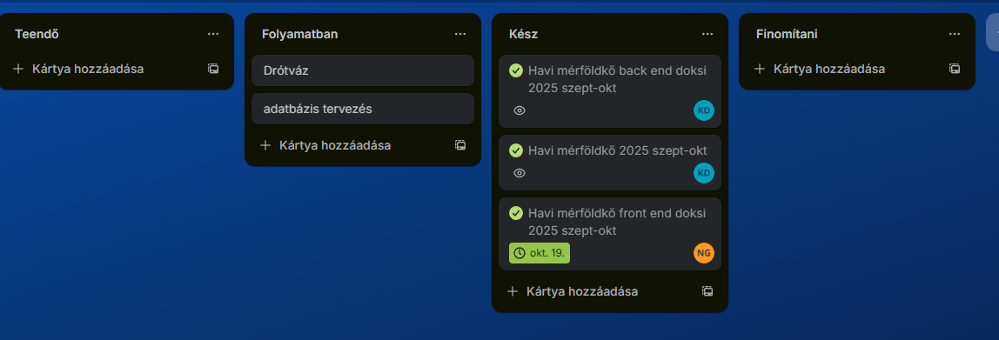 Teendő
Kártya hozzáadása
Folyamatban
Drótváz
adatbázis tervezés
Kártya hozzáadása
Kész
Havi mérföldkő back end doksi
2025 szept-okt
KD
Havi mérföldkő 2025 szept-okt
KD
Havi mérföldkő front end doksi
2025 szept-okt
okt. 19.
NG
Kártya hozzáadása
Finomítani
Kártya hozzáadása